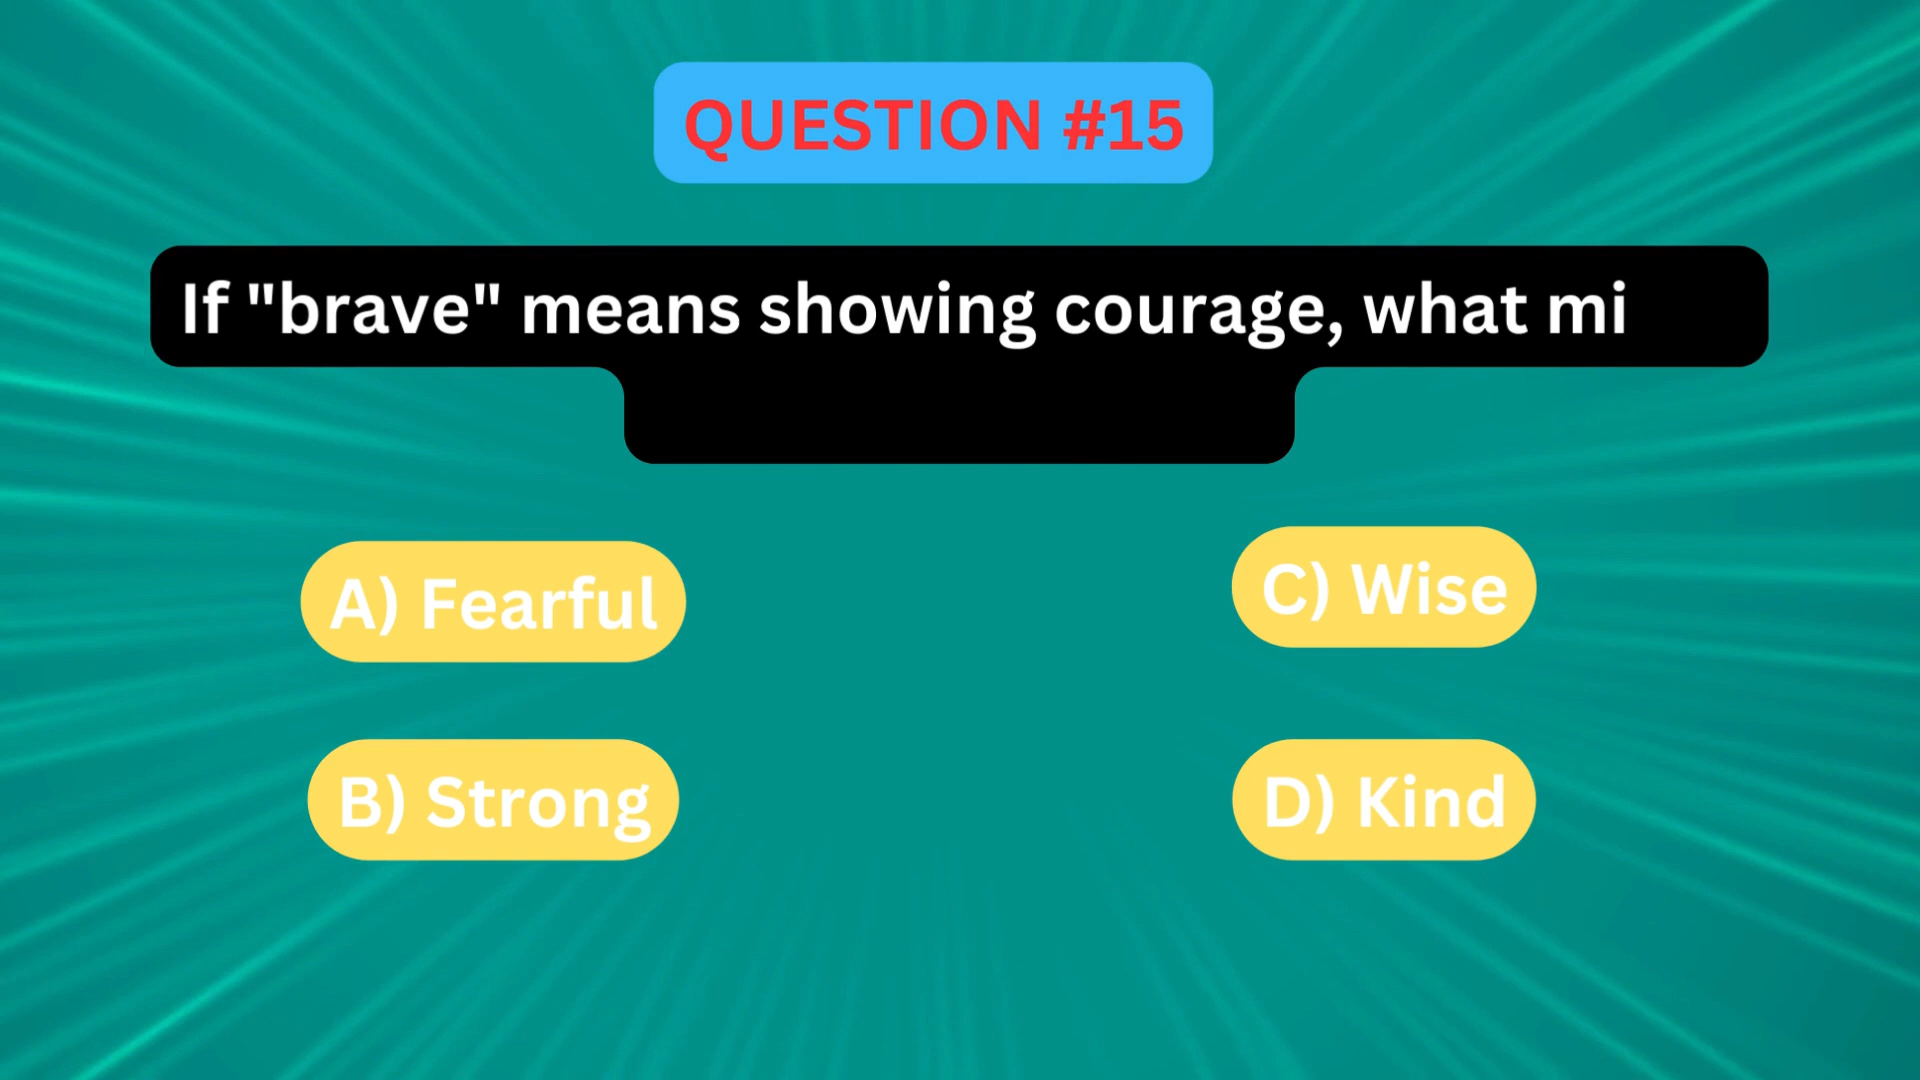 QUESTION #15
If "brave" means showing courage, what mi
A) Fearful
B) Strong
C) Wise
D) Kind